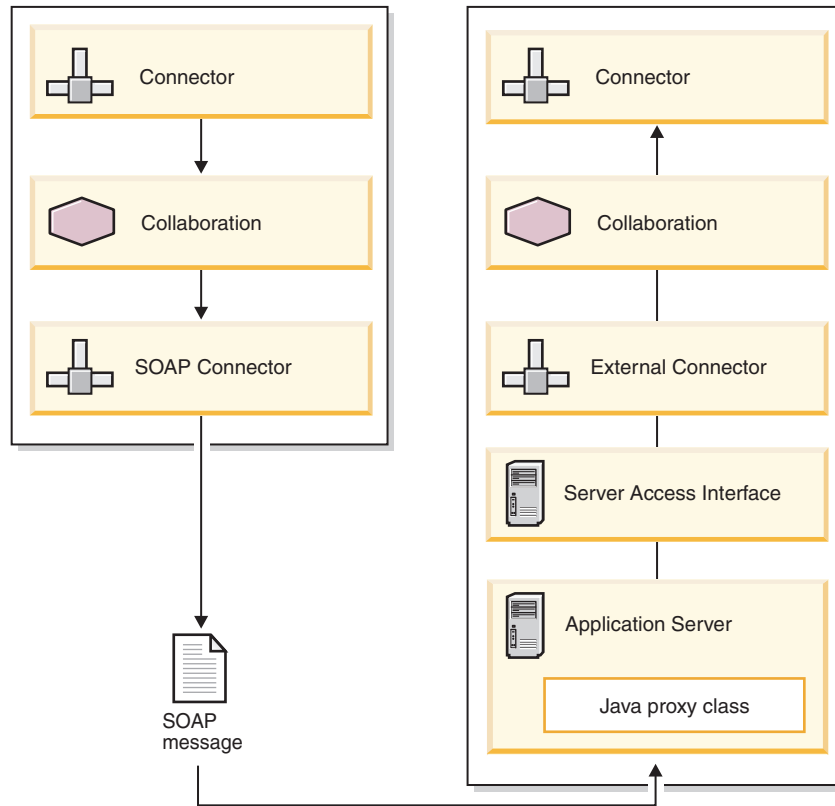 Connector
Collaboration
SOAP Connector
SOAP
message
Connector
Collaboration
External Connector
Server Access Interface
Application Server
Java proxy class